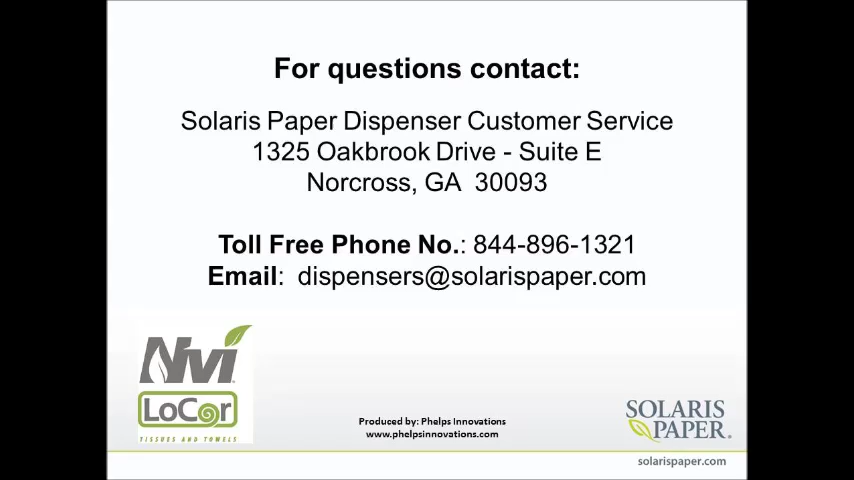 For questions contact:
Solaris Paper Dispenser Customer Service
1325 Oakbrook Drive - Suite E
Norcross, GA  30093
Toll Free Phone No.: 844-896-1321
Email:  dispensers@solarispaper.com
Nvi
LoCor
TISSUES AND TOWELS
Produced by: Phelps Innovations
www.phelpsinnovations.com
SOLARIS
PAPER®
solarispaper.com